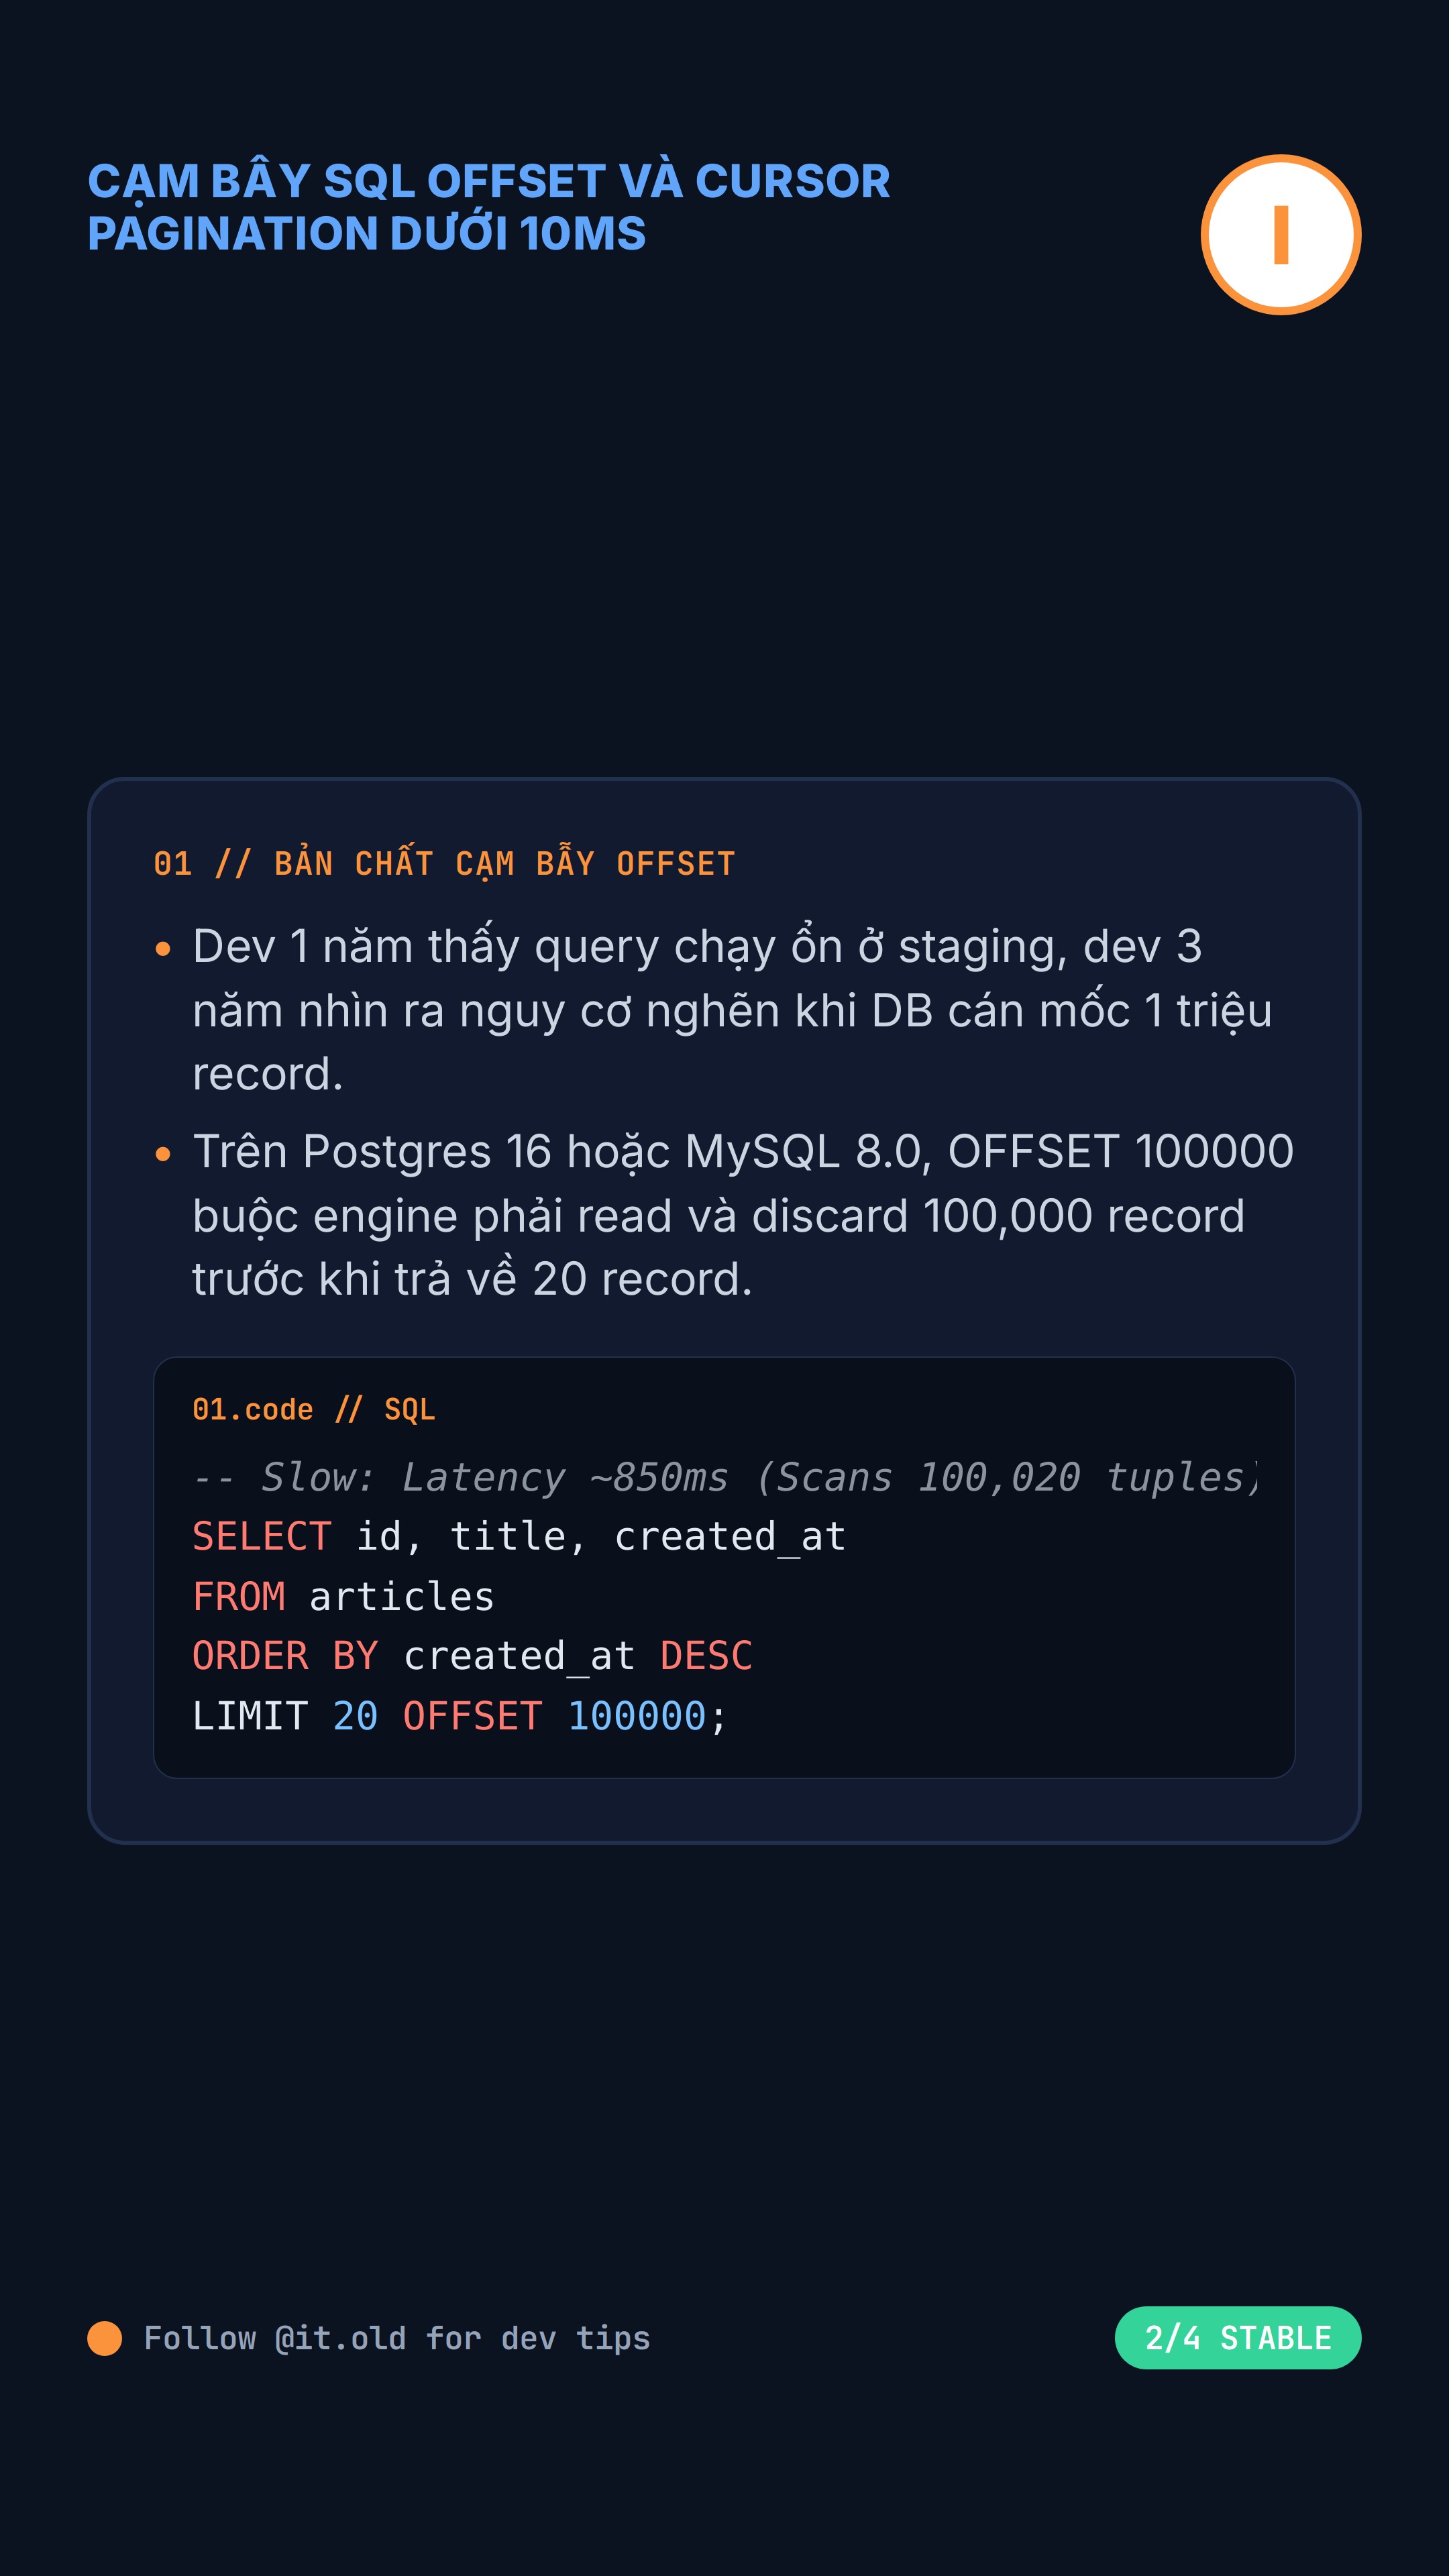 CẠM BẪY SQL OFFSET VÀ CURSOR
PAGINATION DƯỚI 10MS
I
01 // BẢN CHẤT CẠM BẪY OFFSET
• Dev 1 năm thấy query chạy ổn ở staging, dev 3
năm nhìn ra nguy cơ nghẽn khi DB cán mốc 1 triệu
record.
• Trên Postgres 16 hoặc MySQL 8.0, OFFSET 100000
buộc engine phải read và discard 100,000 record
trước khi trả về 20 record.
01.code // SQL
-- Slow: Latency ~850ms (Scans 100,020 tuples)
SELECT id, title, created_at
FROM articles
ORDER BY created_at DESC
LIMIT 20 OFFSET 100000;
Follow @it.old for dev tips
2/4 STABLE